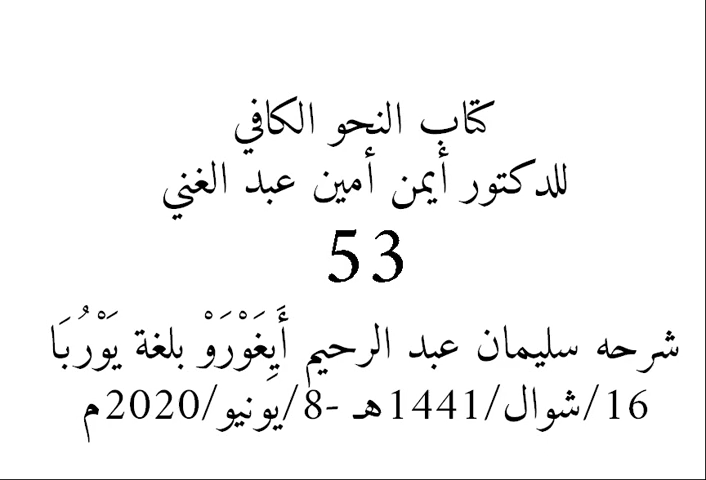 كتاب النحو الكافي
للدكتور أيمن أمين عبد الغني
53
شرحه سليمان عبد الرحيم أَيِغَوْرَوْ بلغة يَوْرُبَا
16/شوال/1441هـ -8/يونيو/2020م